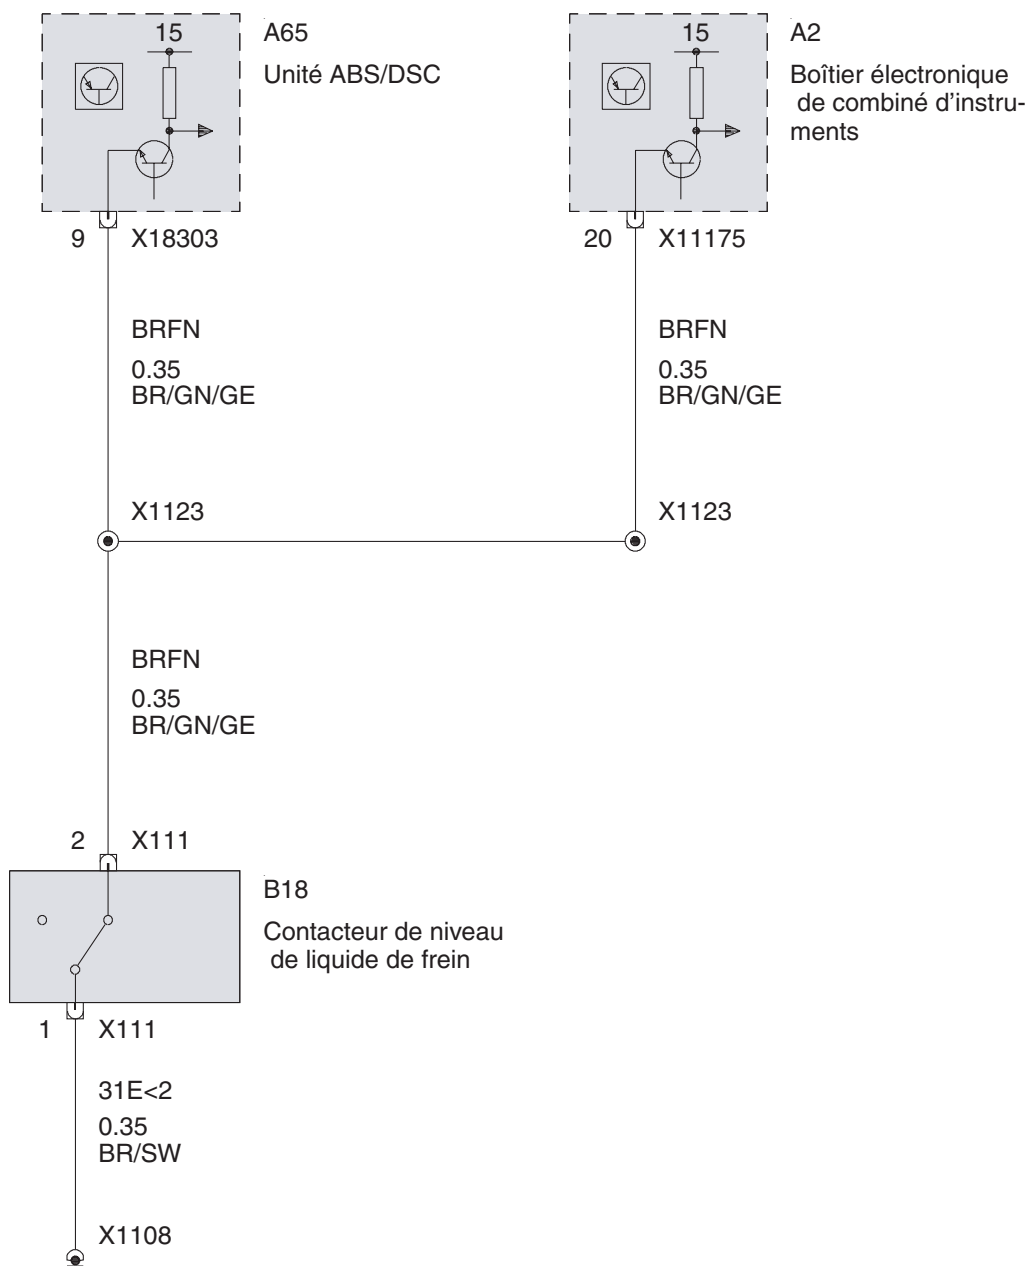 15
A65
Unité ABS/DSC
15
A2
Boîtier électronique
de combiné d'instru-
ments
9
X18303
20
X11175
BRFN
0.35
BR/GN/GE
BRFN
0.35
BR/GN/GE
X1123
X1123
BRFN
0.35
BR/GN/GE
2
X111
B18
Contacteur de niveau
de liquide de frein
1
X111
31E<2
0.35
BR/SW
X1108